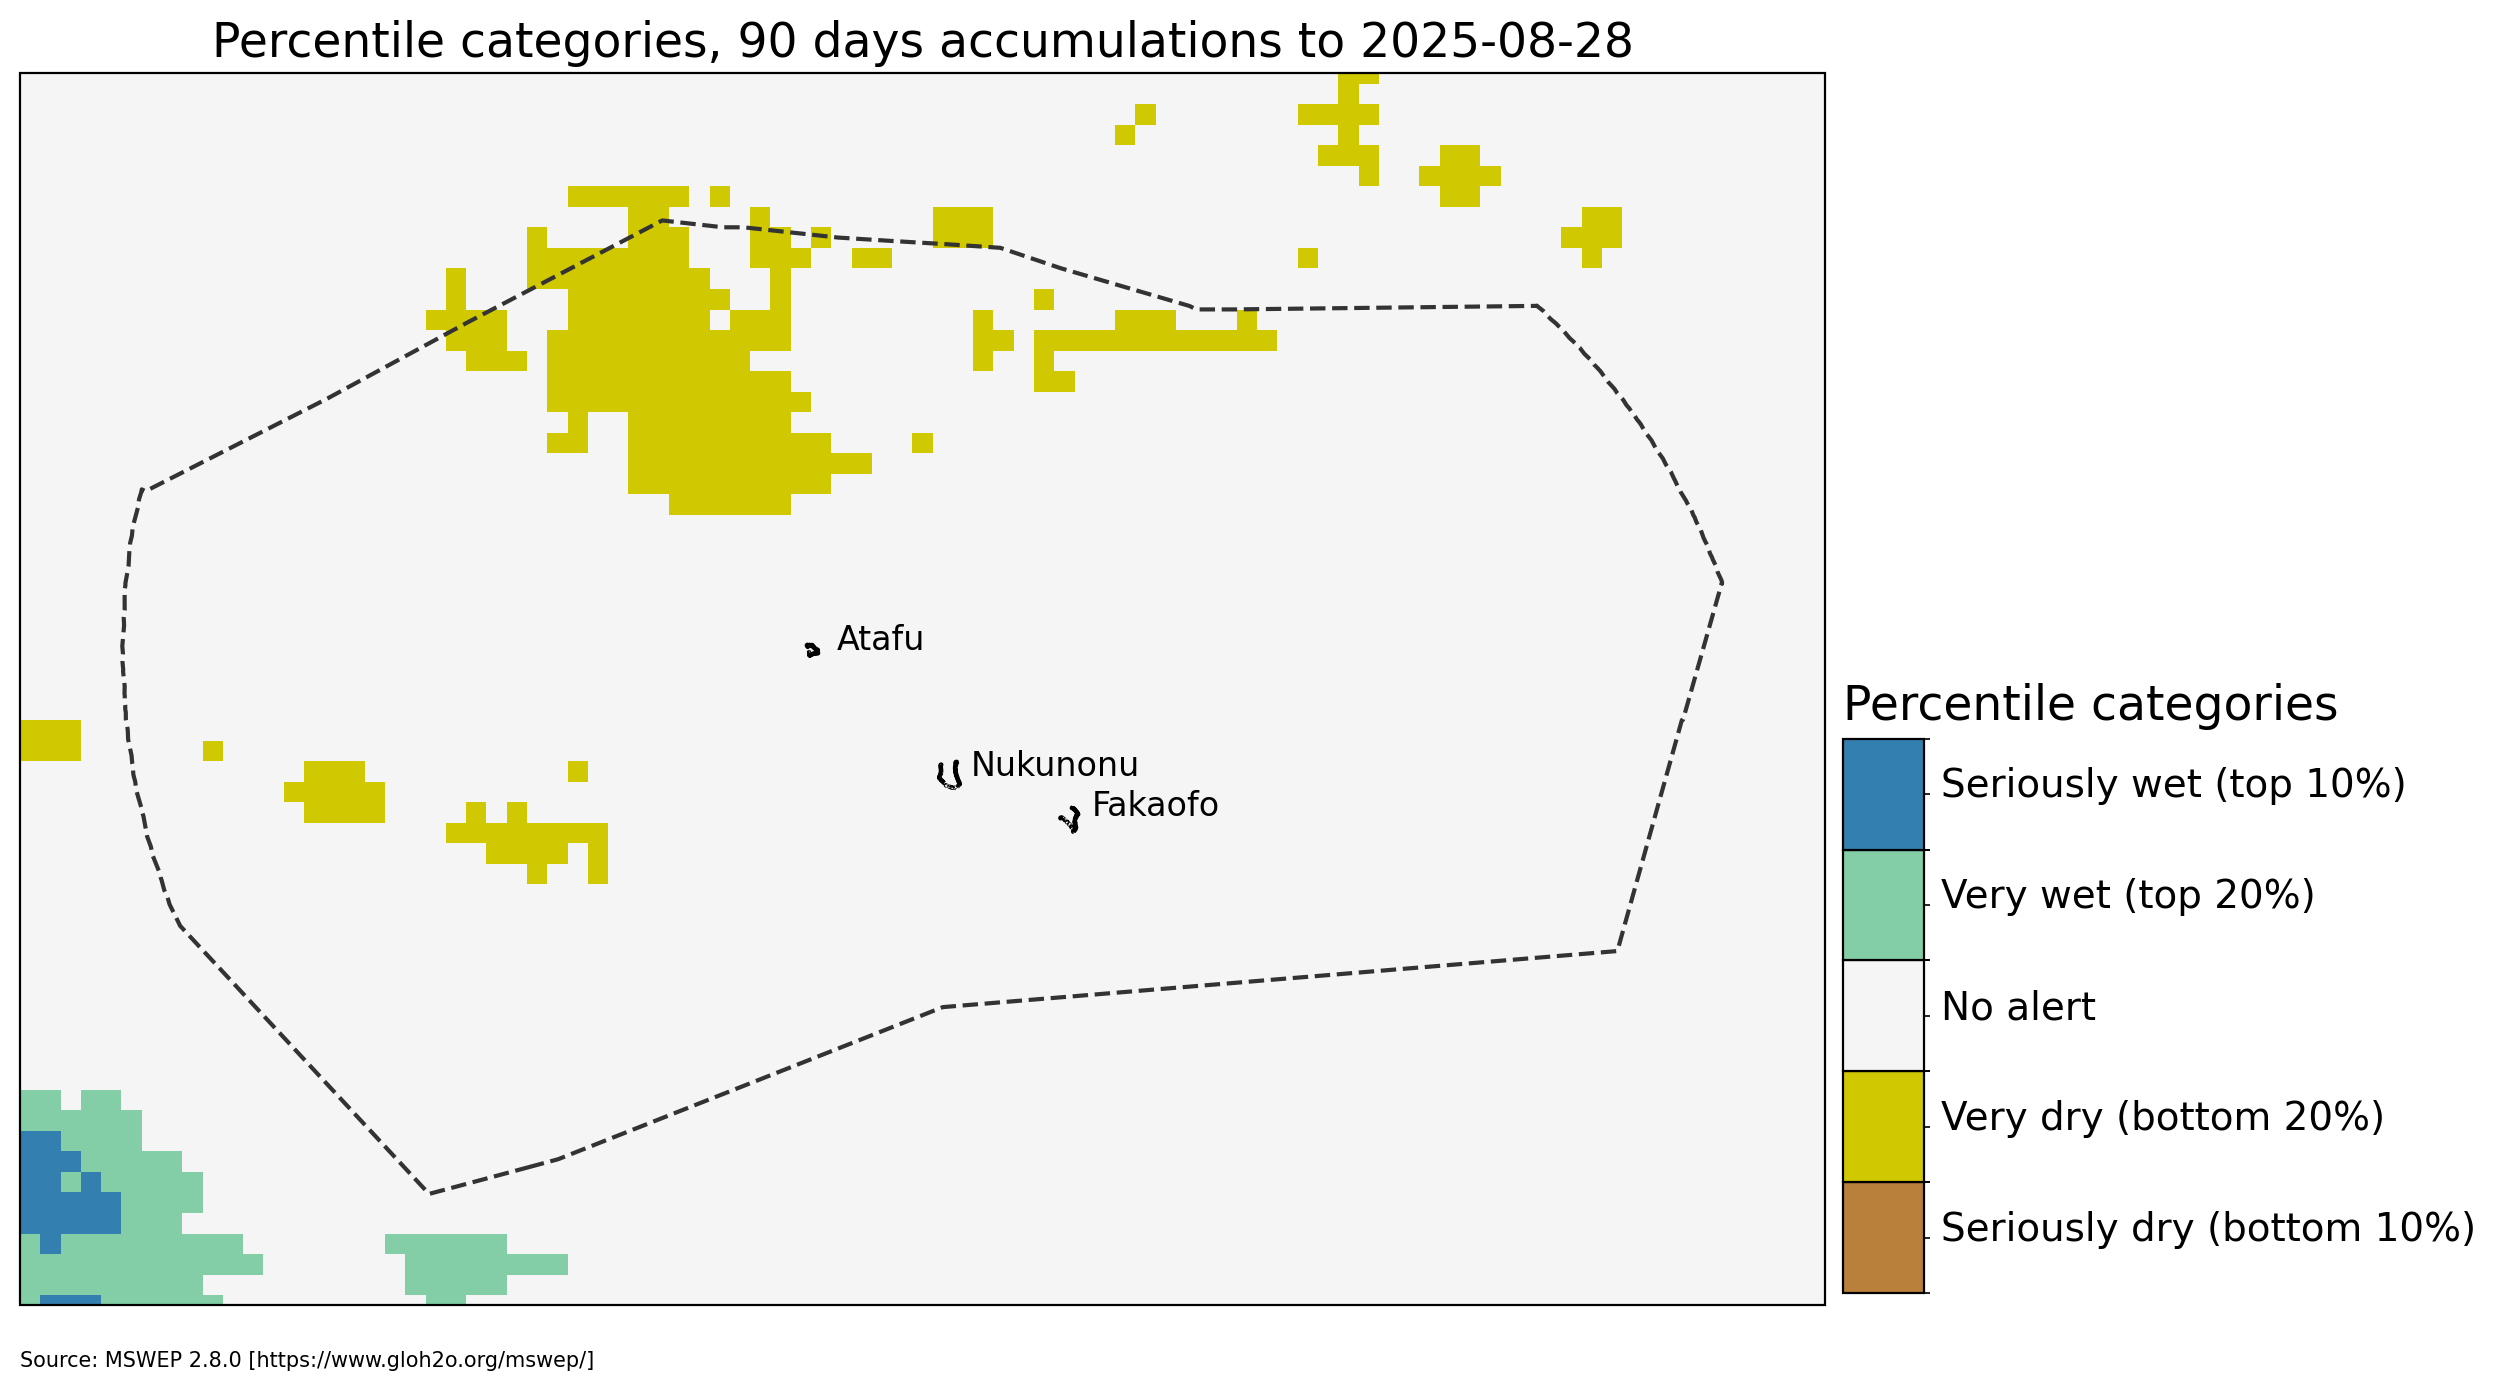 Percentile categories, 90 days accumulations to 2025-08-28
Atafu
Nukunonu
Fakaofo
Percentile categories
Seriously wet (top 10%)
Very wet (top 20%)
No alert
Very dry (bottom 20%)
Seriously dry (bottom 10%)
Source: MSWEP 2.8.0 [https://www.gloh2o.org/mswep/]